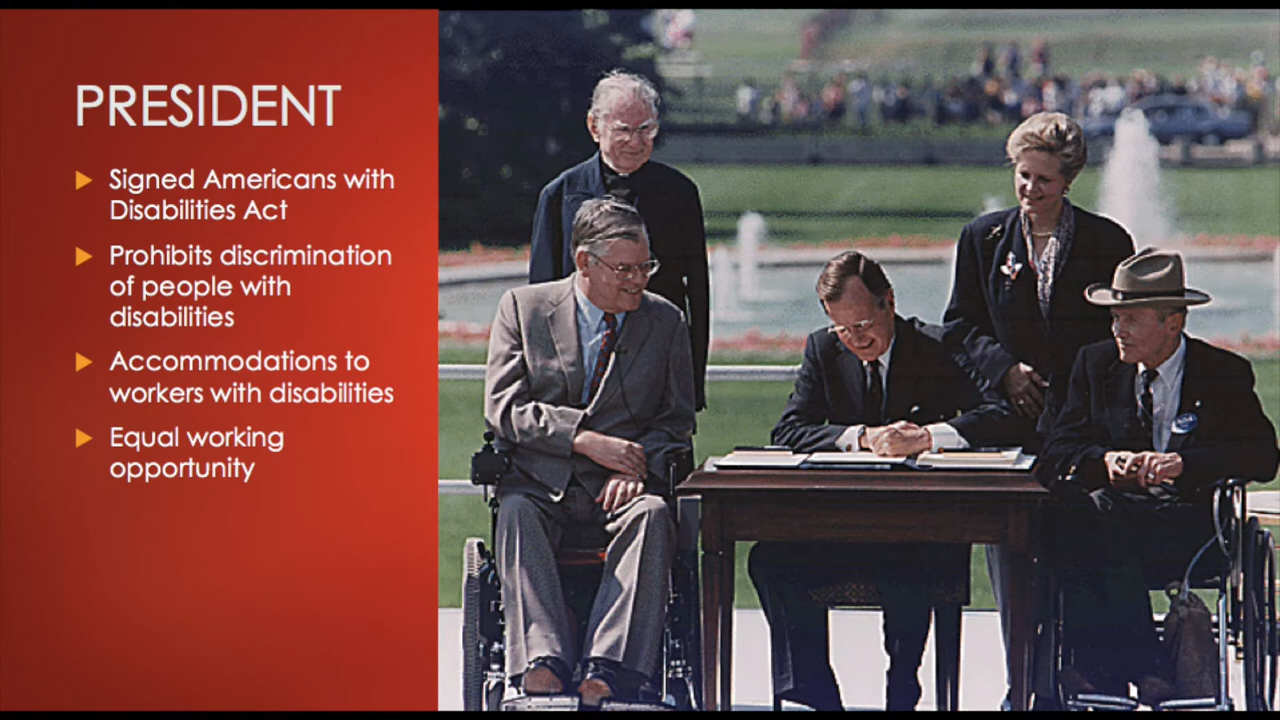 PRESIDENT
Signed Americans with
Disabilities Act
Prohibits discrimination
of people with
disabilities
Accommodations to
workers with disabilities
Equal working
opportunity